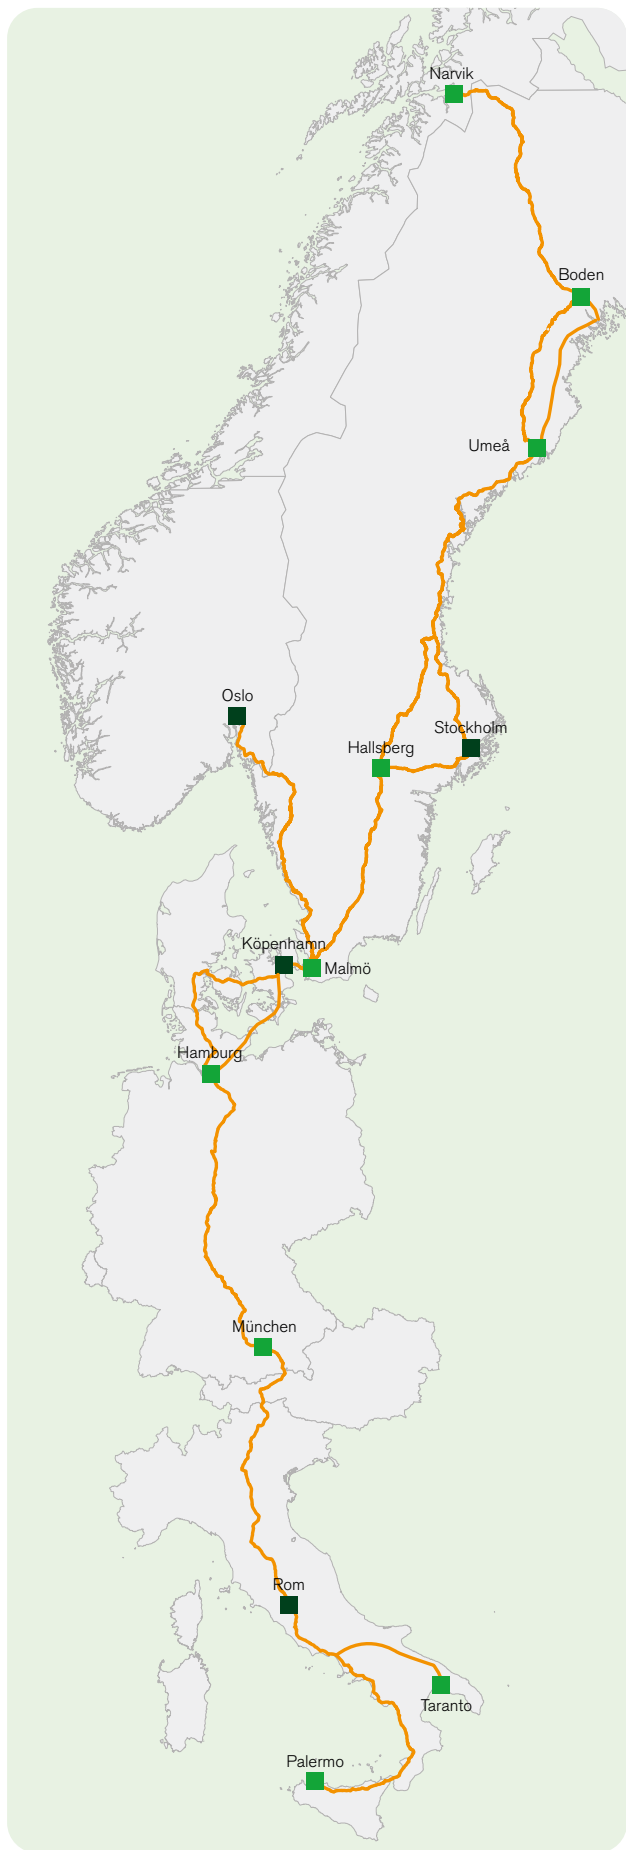 Narvik
Boden
Umeå
Oslo
Stockholm
Hallsberg
Köpenhamn
Malmö
Hamburg
München
Rom
Taranto
Palermo